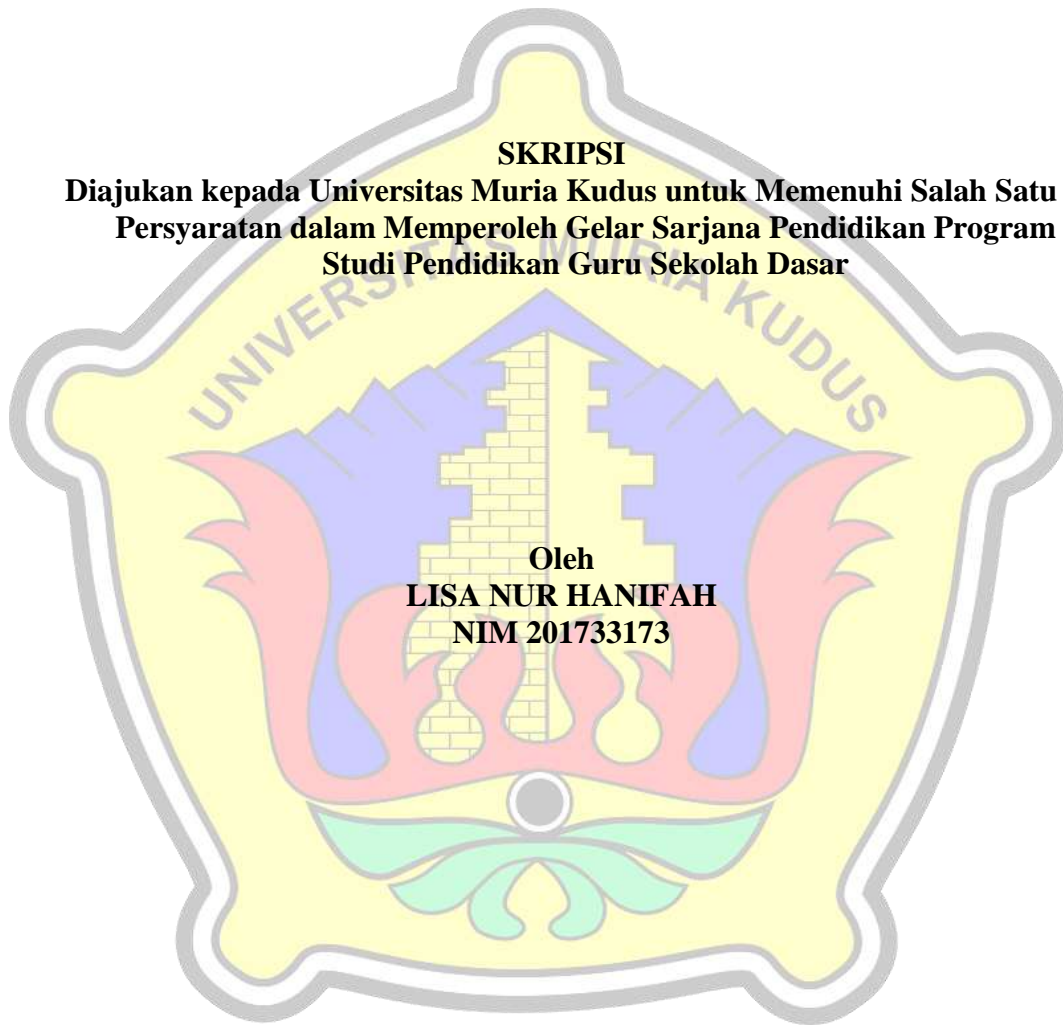 SKRIPSI
Diajukan kepada Universitas Muria Kudus untuk Memenuhi Salah Satu
Persyaratan dalam Memperoleh Gelar Sarjana Pendidikan Program
Studi Pendidikan Guru Sekolah Dasar
UNIVERSITAS MURIA KUDUS
Oleh
LISA NUR HANIFAH
NIM 201733173